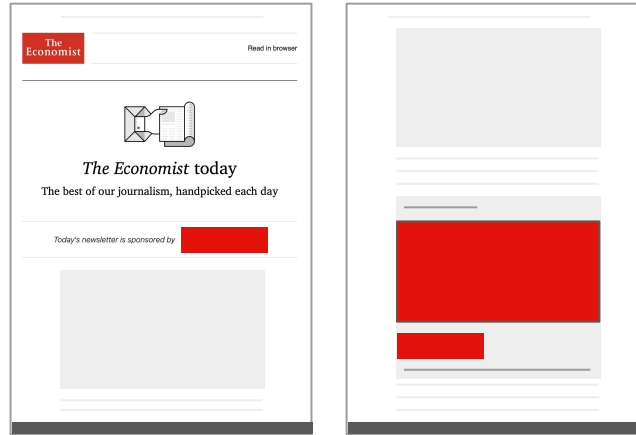 The
Economist
Read in browser
The Economist today
The best of our journalism, handpicked each day
Today's newsletter is sponsored by